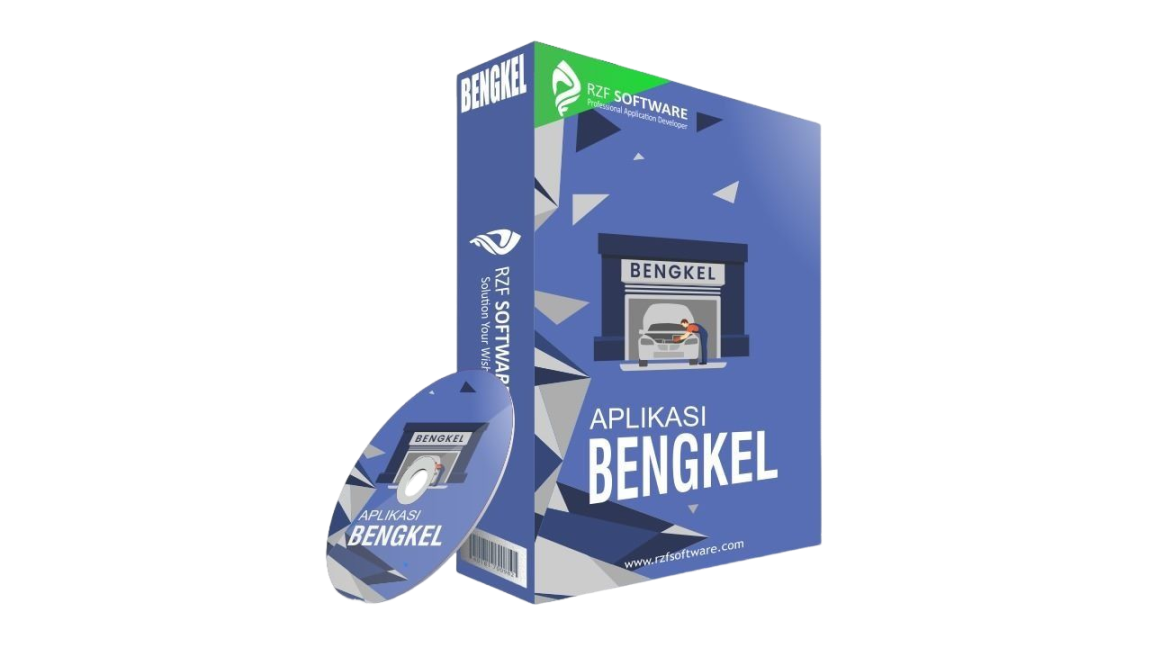 BENGKEL
RZF SOFTWARE
Solution Your Wish
RZF SOFTWARE
Professional Application Developer
BENGKEL
APLIKASI
BENGKEL
www.rzfsoftware.com
BENGKEL
APLIKASI
BENGKEL